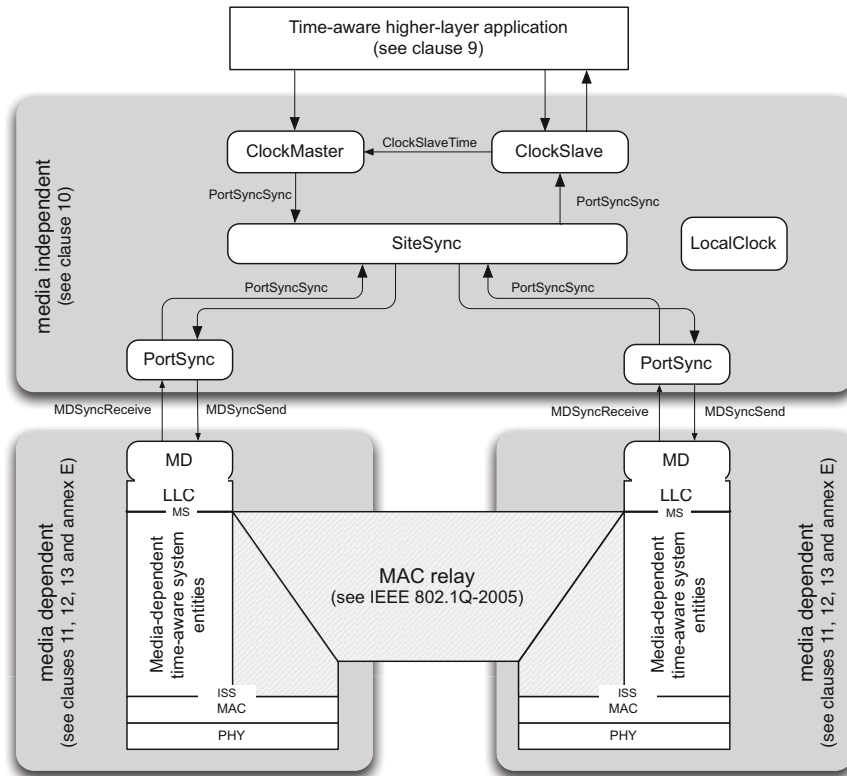 Time-aware higher-layer application
(see clause 9)
ClockMaster
ClockSlaveTime
ClockSlave
PortSyncSync
PortSyncSync
SiteSync
LocalClock
media independent
(see clause 10)
PortSyncSync
PortSyncSync
PortSync
PortSync
MDSyncReceive
MDSyncSend
MDSyncReceive
MDSyncSend
media dependent
(see clauses 11, 12, 13 and annex E)
MD
LLC
MS
Media-dependent
time-aware system
entities
ISS
MAC
PHY
MAC relay
(see IEEE 802.1Q-2005)
MD
LLC
MS
Media-dependent
time-aware system
entities
ISS
MAC
PHY
media dependent
(see clauses 11, 12, 13 and annex E)